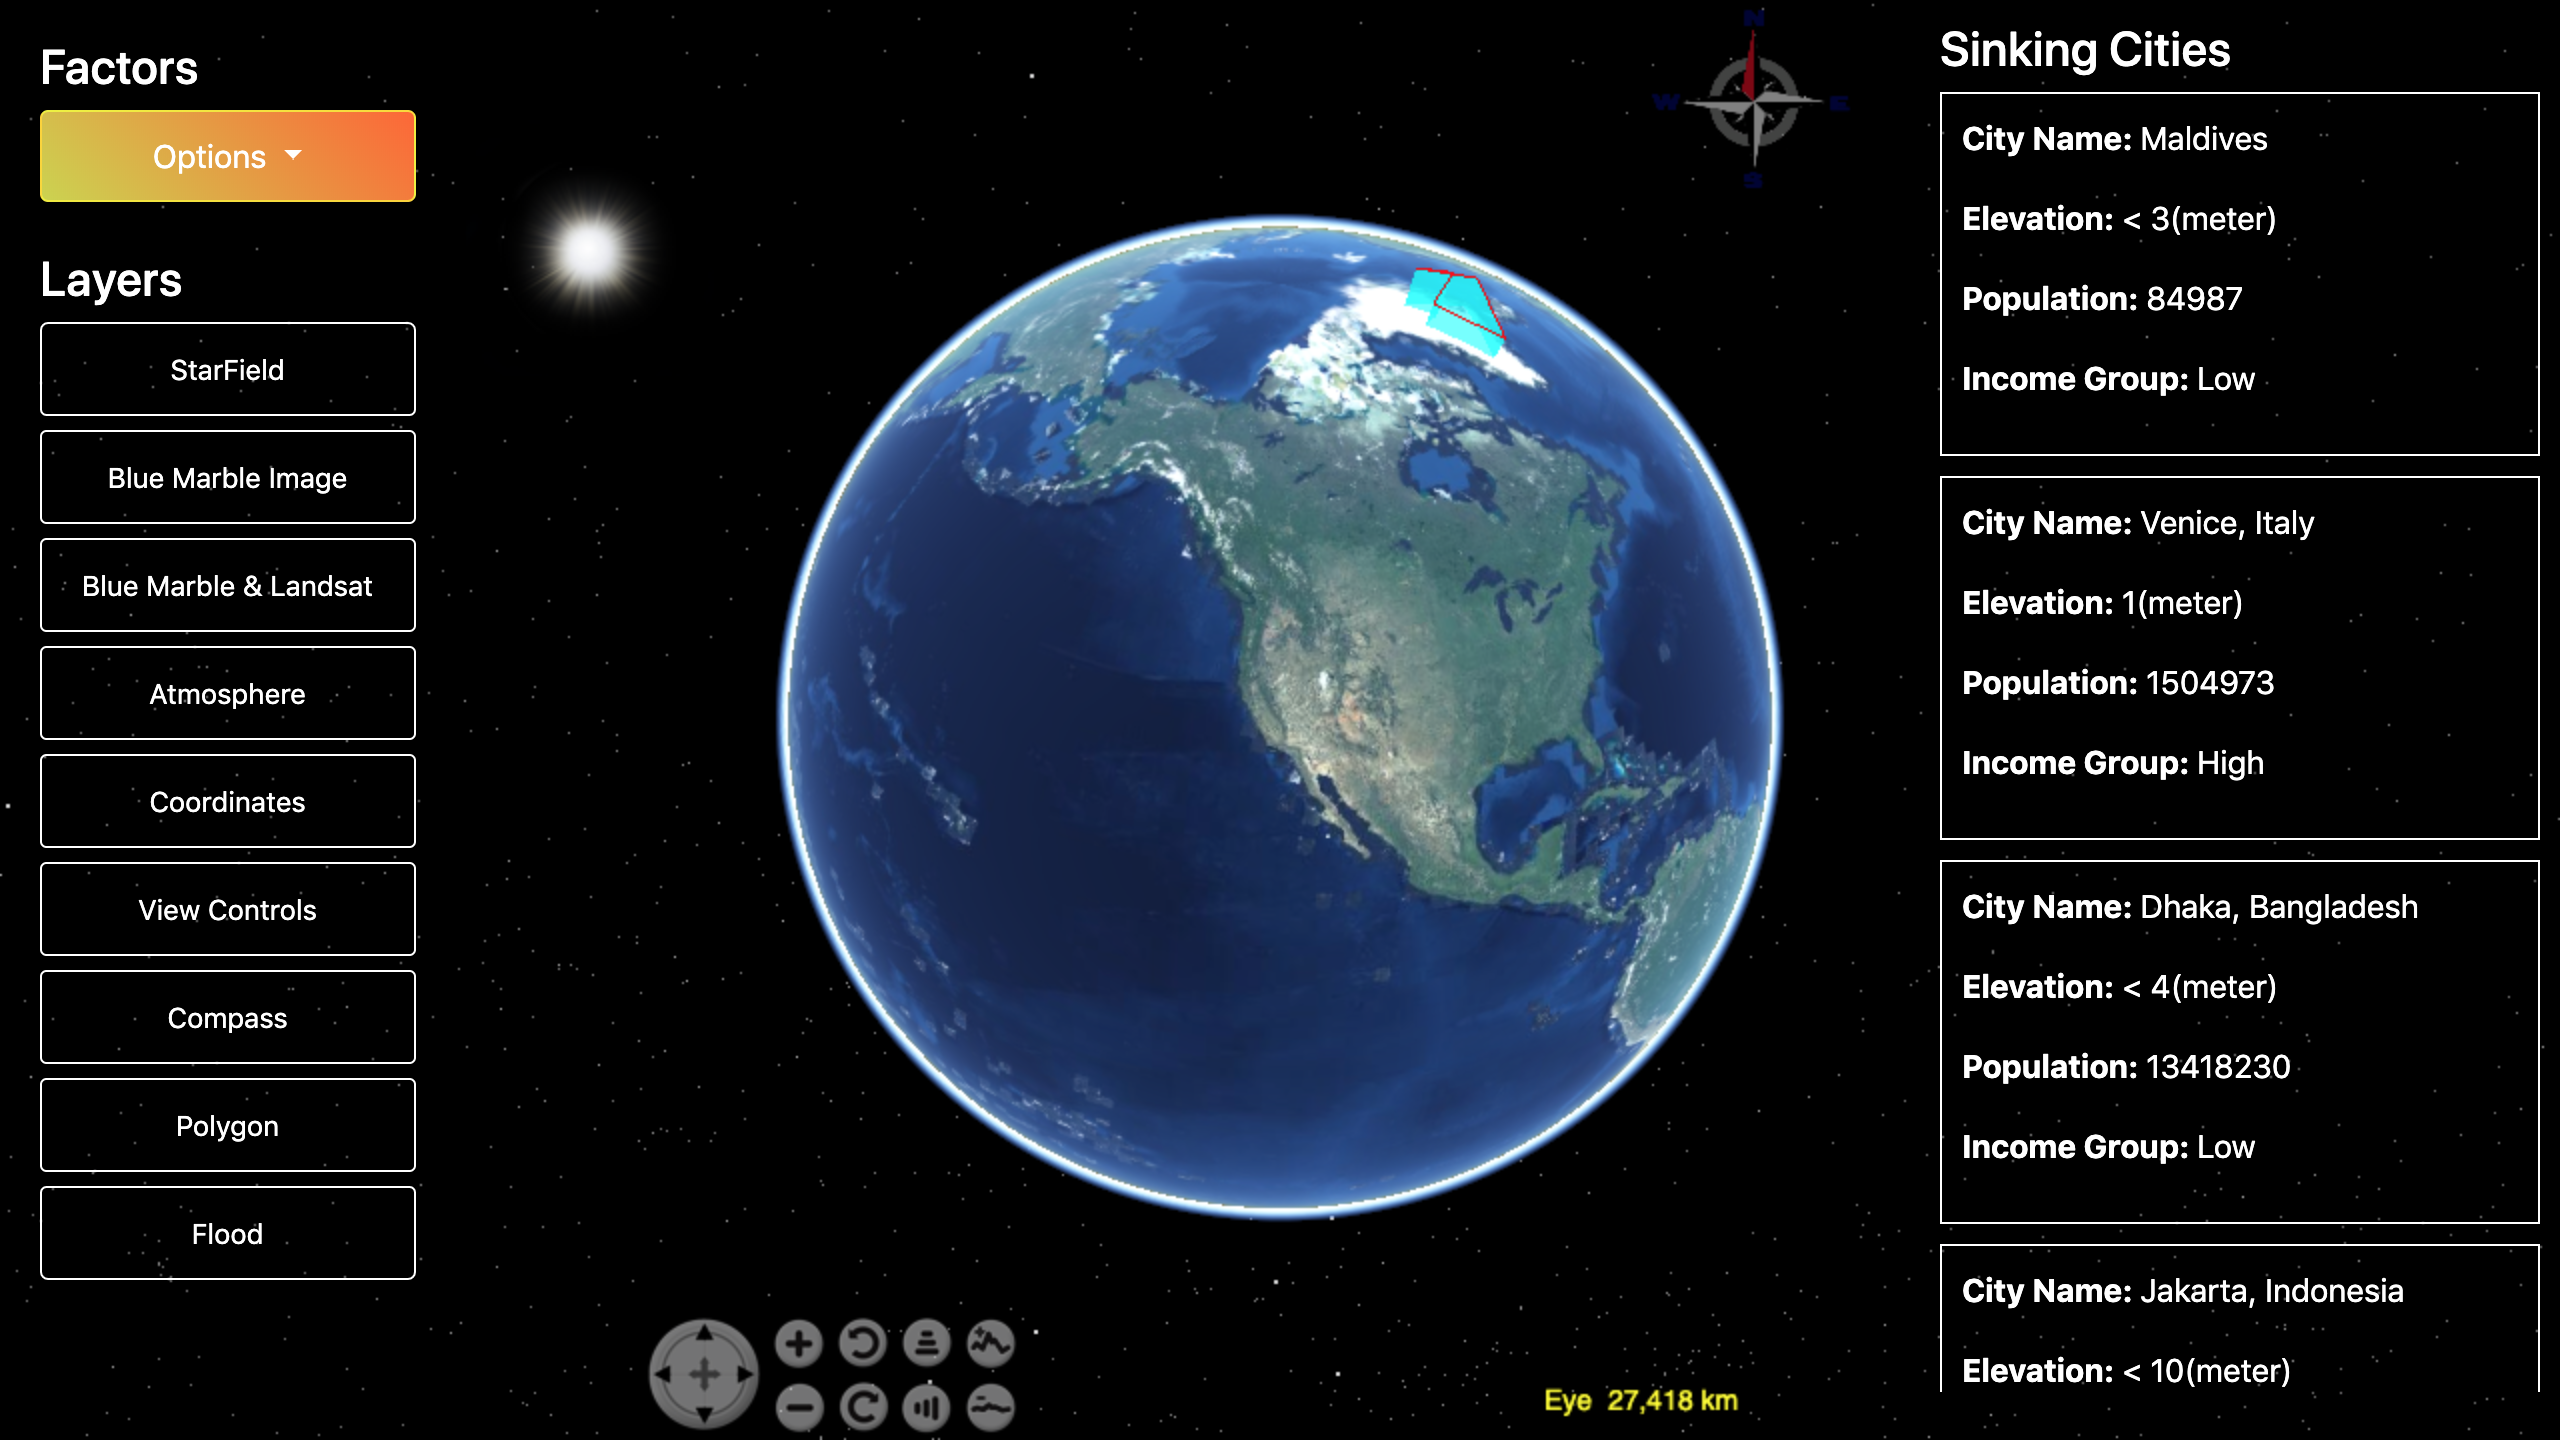 Factors
Options
Layers
StarField
Blue Marble Image
Blue Marble & Landsat
Atmosphere
Coordinates
View Controls
Compass
Polygon
Flood
N
W
E
S
Eye 27,418 km
Sinking Cities
City Name: Maldives
Elevation: < 3(meter)
Population: 84987
Income Group: Low
City Name: Venice, Italy
Elevation: 1(meter)
Population: 1504973
Income Group: High
City Name: Dhaka, Bangladesh
Elevation: < 4(meter)
Population: 13418230
Income Group: Low
City Name: Jakarta, Indonesia
Elevation: < 10(meter)